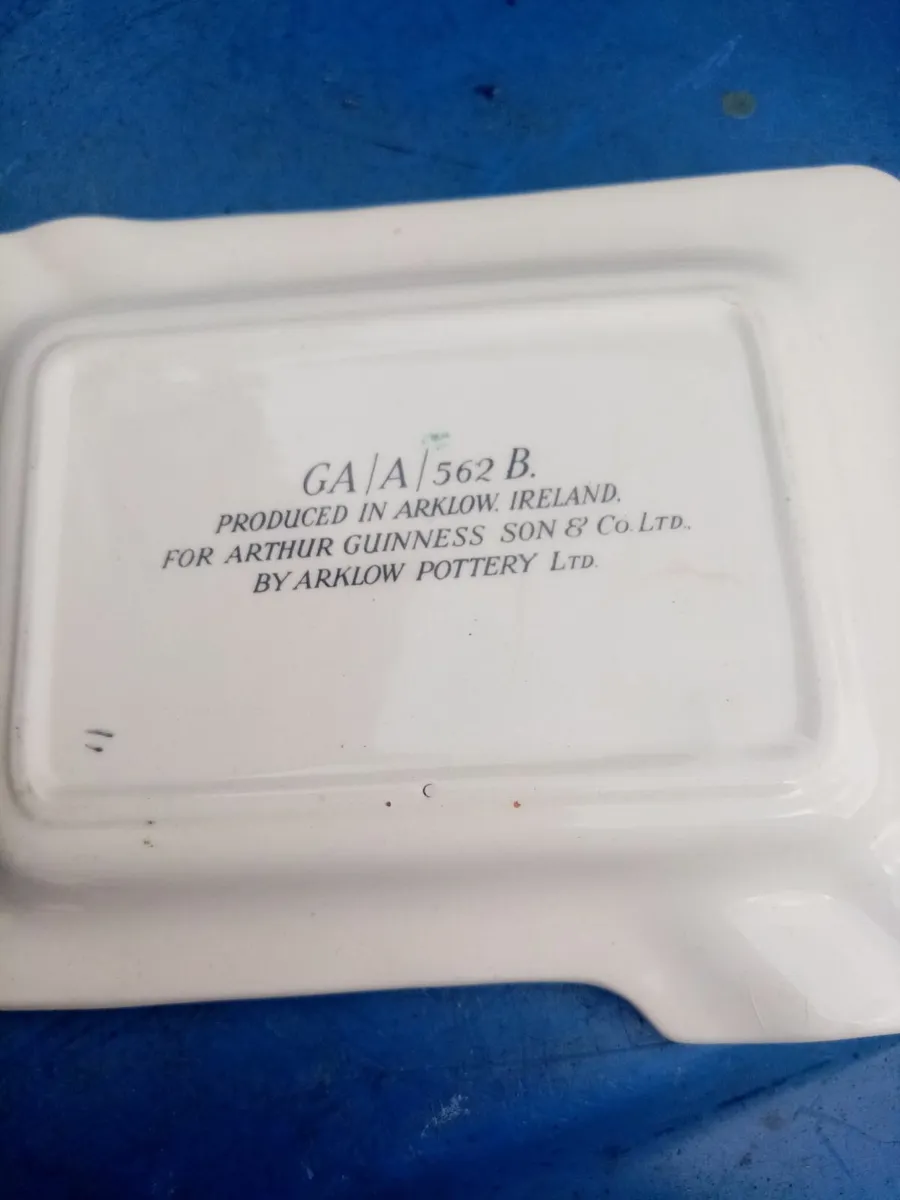 GA/A/562 B.
PRODUCED IN ARKLOW. IRELAND.
FOR ARTHUR GUINNESS SON & Co. LTD.,
BY ARKLOW POTTERY LTD.
C